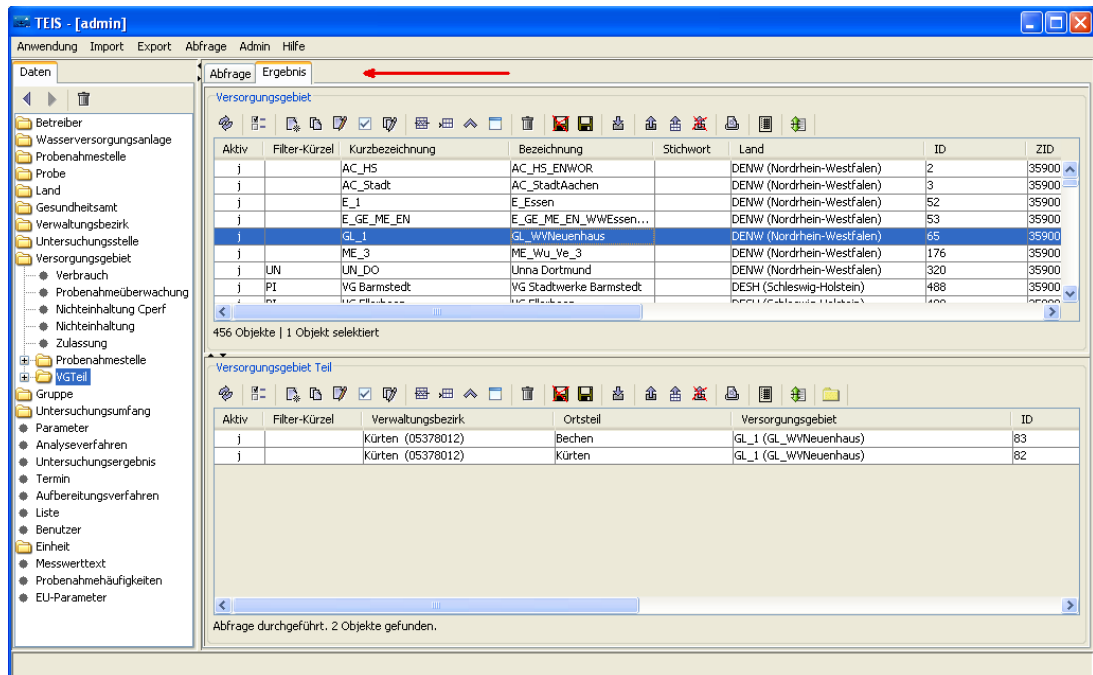 TEIS - [admin]
Anwendung Import Export Abfrage Admin Hilfe
Daten
Betreiber
Wasserversorgungsanlage
Probenahmestelle
Probe
Land
Gesundheitsamt
Verwaltungsbezirk
Untersuchungsstelle
Versorgungsgebiet
Verbrauch
Probenahmeüberwachung
Nichteinhaltung Cperf
Nichteinhaltung
Zulassung
Probenahmestelle
VGTeil
Gruppe
Untersuchungsumfang
Parameter
Analyseverfahren
Untersuchungsergebnis
Termin
Aufbereitungsverfahren
Liste
Benutzer
Einheit
Messwerttext
Probenahmehäufigkeiten
EU-Parameter
Abfrage Ergebnis
Versorgungsgebiet
Aktiv Filter-Kürzel Kurzbezeichnung Bezeichnung Stichwort Land ID ZID
j AC_HS AC_HS_ENWOR DENW (Nordrhein-Westfalen) 2 35900
j AC_Stadt AC_StadtAachen DENW (Nordrhein-Westfalen) 3 35900
j E_1 E_Essen DENW (Nordrhein-Westfalen) 52 35900
j E_GE_ME_EN E_GE_ME_EN_WWEssen... DENW (Nordrhein-Westfalen) 53 35900
j GL_1 GL_WVNeuenhaus DENW (Nordrhein-Westfalen) 65 35900
j ME_3 ME_Wu_Ve_3 DENW (Nordrhein-Westfalen) 176 35900
j UN UN_DO Unna Dortmund DENW (Nordrhein-Westfalen) 320 35900
j PI VG Barmstedt VG Stadtwerke Barmstedt DESH (Schleswig-Holstein) 488 35900
456 Objekte | 1 Objekt selektiert
Versorgungsgebiet Teil
Aktiv Filter-Kürzel Verwaltungsbezirk Ortsteil Versorgungsgebiet ID
j Kürten (05378012) Bechen GL_1 (GL_WVNeuenhaus) 83
j Kürten (05378012) Kürten GL_1 (GL_WVNeuenhaus) 82
Abfrage durchgeführt. 2 Objekte gefunden.